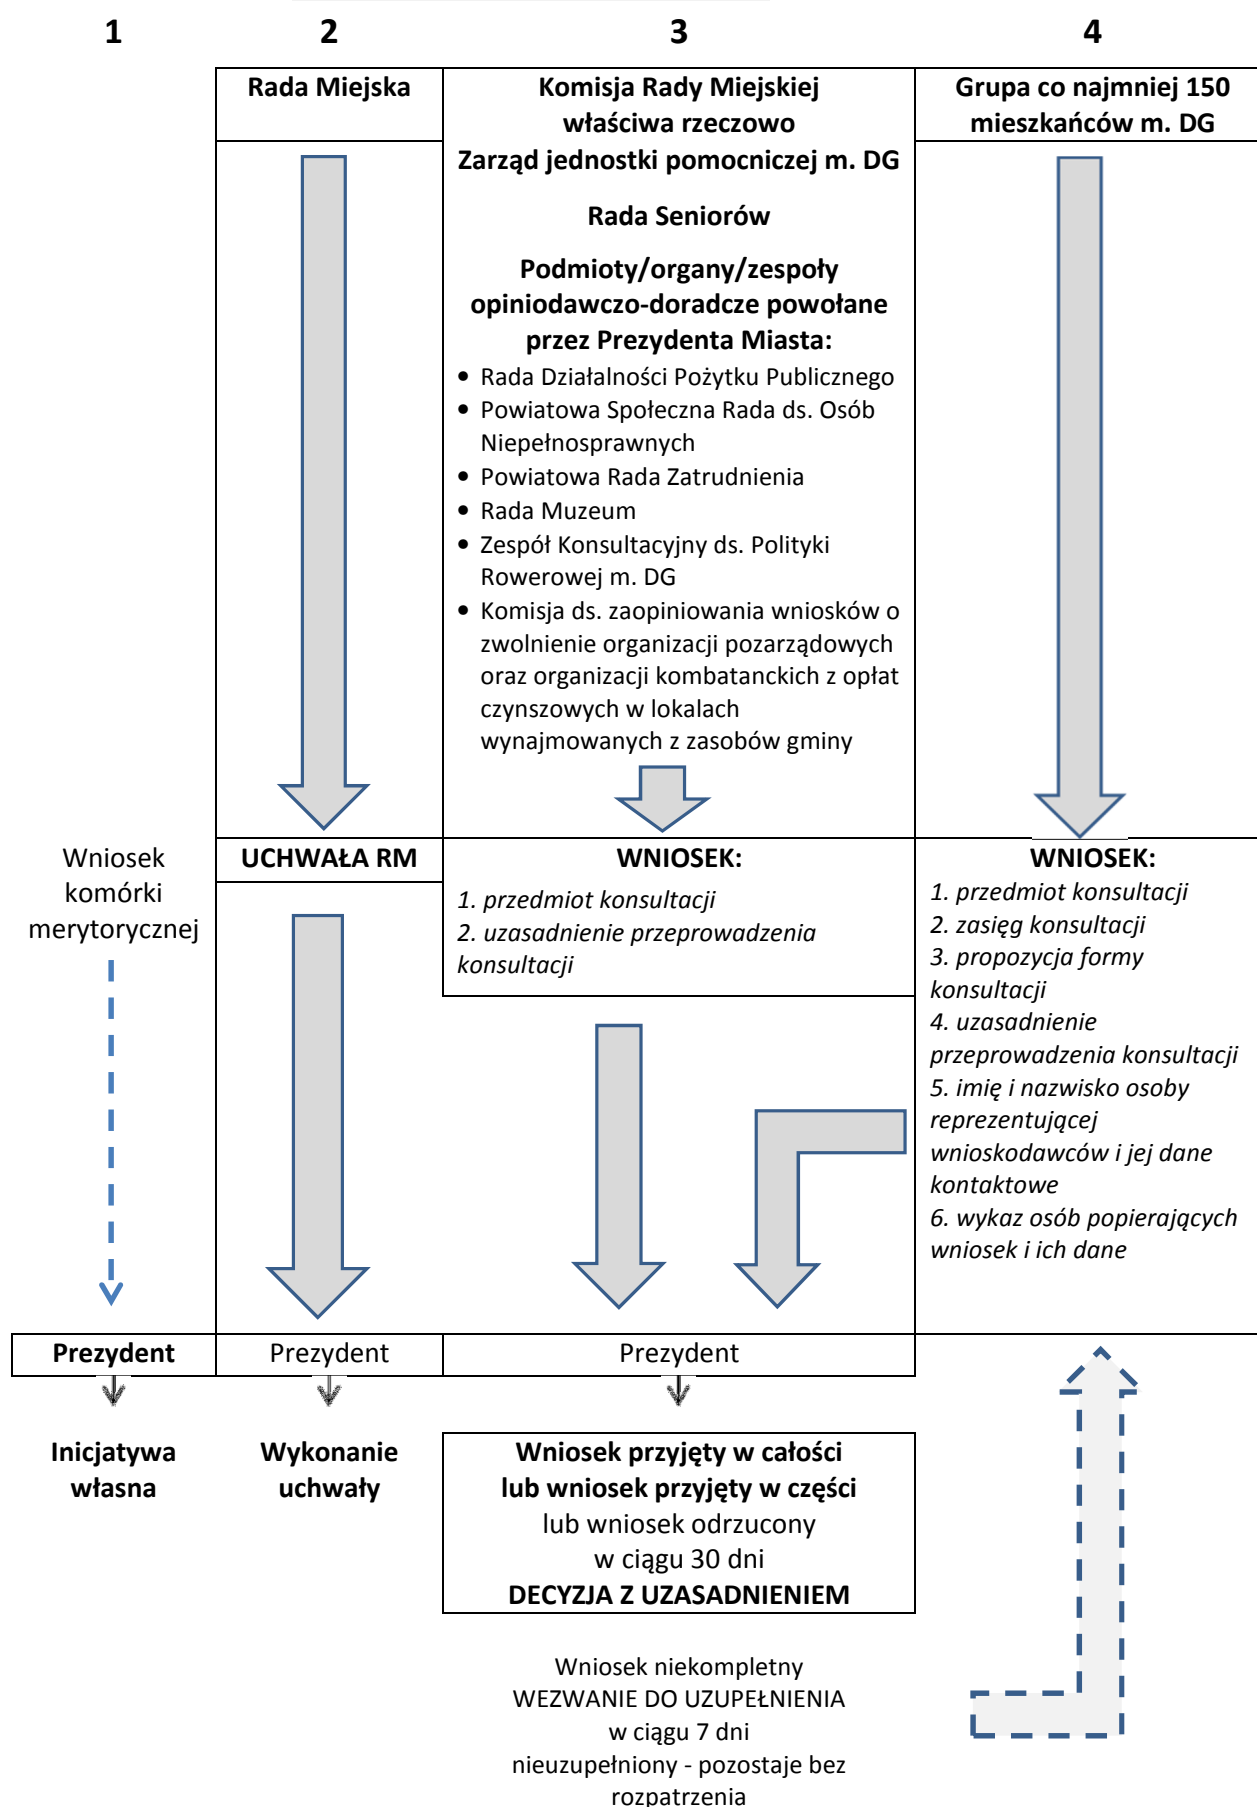 1
2
3
4
Rada Miejska
Komisja Rady Miejskiej
właściwa rzeczowo
Zarząd jednostki pomocniczej m. DG
Rada Seniorów
Podmioty/organy/zespoły
opiniodawczo-doradcze powołane
przez Prezydenta Miasta:
• Rada Działalności Pożytku Publicznego
• Powiatowa Społeczna Rada ds. Osób
Niepełnosprawnych
• Powiatowa Rada Zatrudnienia
• Rada Muzeum
• Zespół Konsultacyjny ds. Polityki
Rowerowej m. DG
• Komisja ds. zaopiniowania wniosków o
zwolnienie organizacji pozarządowych
oraz organizacji kombatanckich z opłat
czynszowych w lokalach
wynajmowanych z zasobów gminy
Grupa co najmniej 150
mieszkańców m. DG
Wniosek
komórki
merytorycznej
UCHWAŁA RM
WNIOSEK:
1. przedmiot konsultacji
2. uzasadnienie przeprowadzenia
konsultacji
WNIOSEK:
1. przedmiot konsultacji
2. zasięg konsultacji
3. propozycja formy
konsultacji
4. uzasadnienie
przeprowadzenia konsultacji
5. imię i nazwisko osoby
reprezentującej
wnioskodawców i jej dane
kontaktowe
6. wykaz osób popierających
wniosek i ich dane
Prezydent
Prezydent
Prezydent
Inicjatywa
własna
Wykonanie
uchwały
Wniosek przyjęty w całości
lub wniosek przyjęty w części
lub wniosek odrzucony
w ciągu 30 dni
DECYZJA Z UZASADNIENIEM
Wniosek niekompletny
WEZWANIE DO UZUPEŁNIENIA
w ciągu 7 dni
nieuzupełniony - pozostaje bez
rozpatrzenia